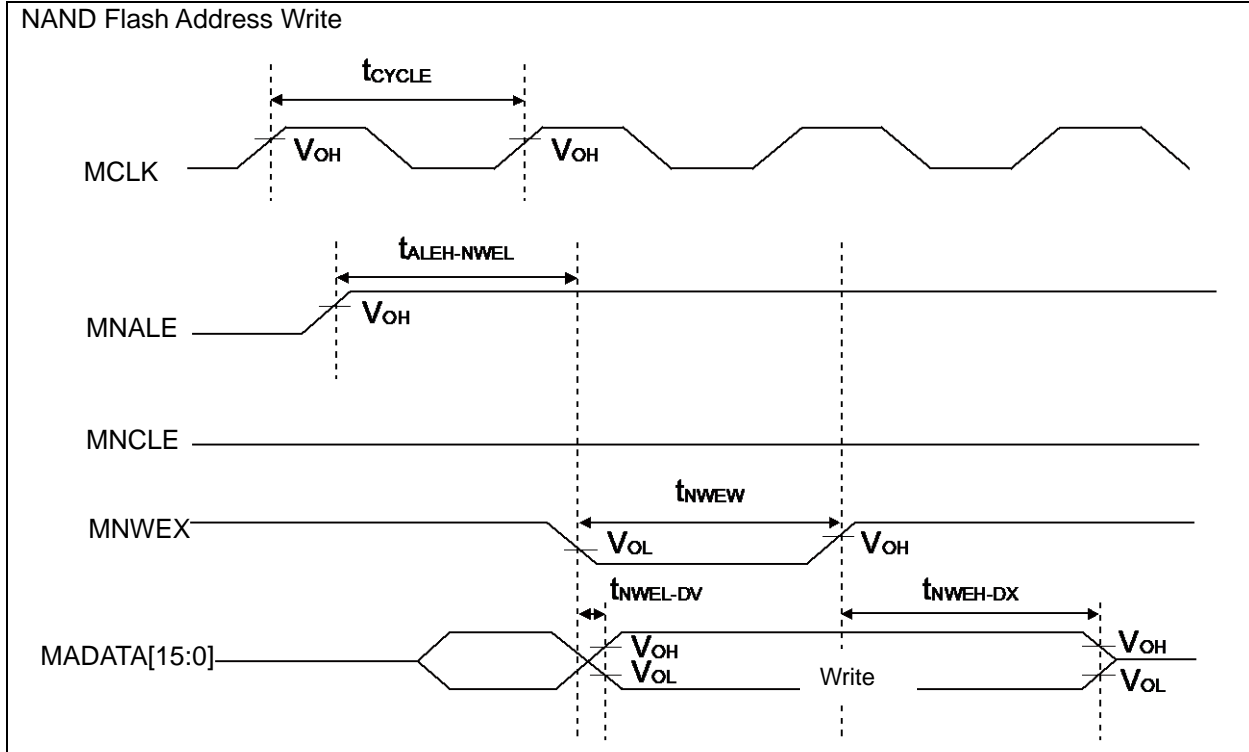 NAND Flash Address Write
tCYCLE
VOH
VOH
MCLK
tALEH-NWEL
VOH
MNALE
MNCLE
tNWEW
MNWEX
VOL
VOH
tNWEL-DV
tNWEH-DX
VOH
VOH
MADATA[15:0]
VOL
Write
VOL